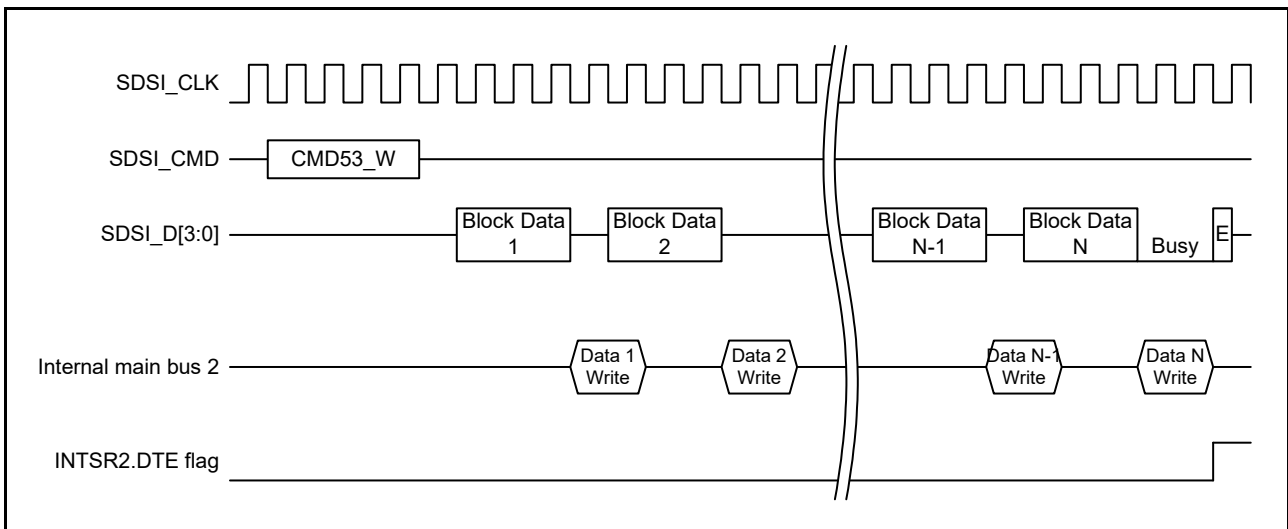 SDSI_CLK
SDSI_CMD
CMD53_W
SDSI_D[3:0]
Block Data
1
Block Data
2
Block Data
N-1
Block Data
N
Busy
E
Internal main bus 2
Data 1
Write
Data 2
Write
Data N-1
Write
Data N
Write
INTSR2.DTE flag